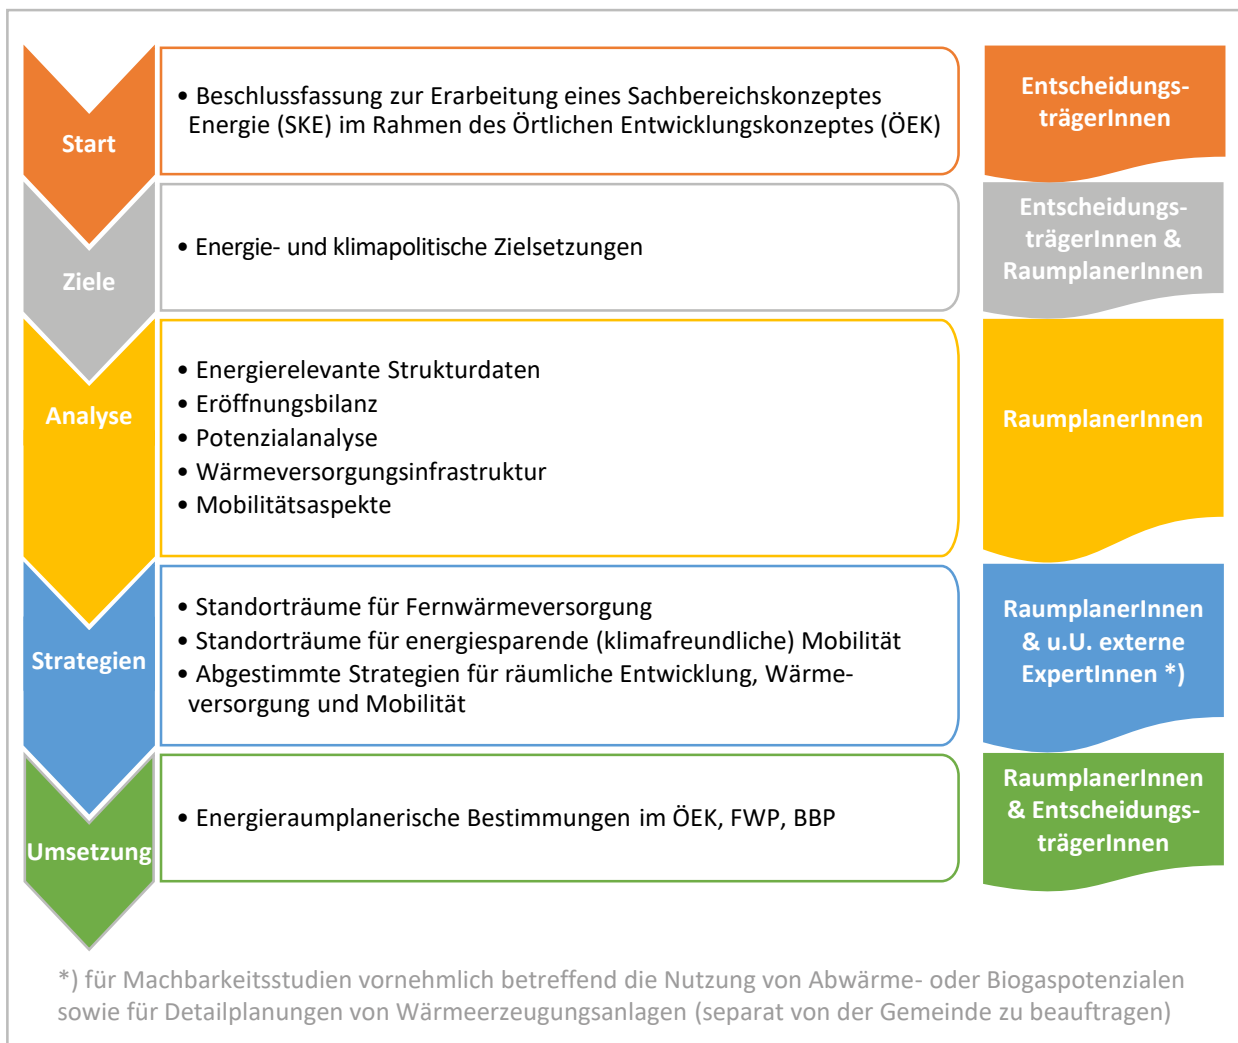 Start
• Beschlussfassung zur Erarbeitung eines Sachbereichskonzeptes
Energie (SKE) im Rahmen des Örtlichen Entwicklungskonzeptes (ÖEK)
Entscheidungs-
trägerInnen
Ziele
• Energie- und klimapolitische Zielsetzungen
Entscheidungs-
trägerInnen &
RaumplanerInnen
Analyse
• Energierelevante Strukturdaten
• Eröffnungsbilanz
• Potenzialanalyse
• Wärmeversorgungsinfrastruktur
• Mobilitätsaspekte
RaumplanerInnen
Strategien
• Standorträume für Fernwärmeversorgung
• Standorträume für energiesparende (klimafreundliche) Mobilität
• Abgestimmte Strategien für räumliche Entwicklung, Wärme-
versorgung und Mobilität
RaumplanerInnen
& u.U. externe
ExpertInnen *)
Umsetzung
• Energieraumplanerische Bestimmungen im ÖEK, FWP, BBP
RaumplanerInnen
& Entscheidungs-
trägerInnen
*) für Machbarkeitsstudien vornehmlich betreffend die Nutzung von Abwärme- oder Biogaspotenzialen
sowie für Detailplanungen von Wärmeerzeugungsanlagen (separat von der Gemeinde zu beauftragen)